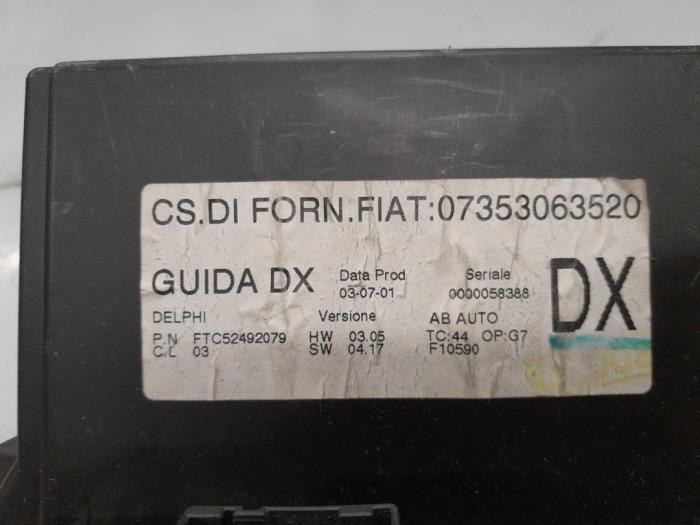 CS.DI FORN.FIAT:07353063520
GUIDA DX Data Prod Seriale DX
03-07-01 0000058388
DELPHI Versione AB AUTO
P.N FTC52492079 HW 03.05 TC:44 OP:G7
C.L 03 SW 04.17 F10590